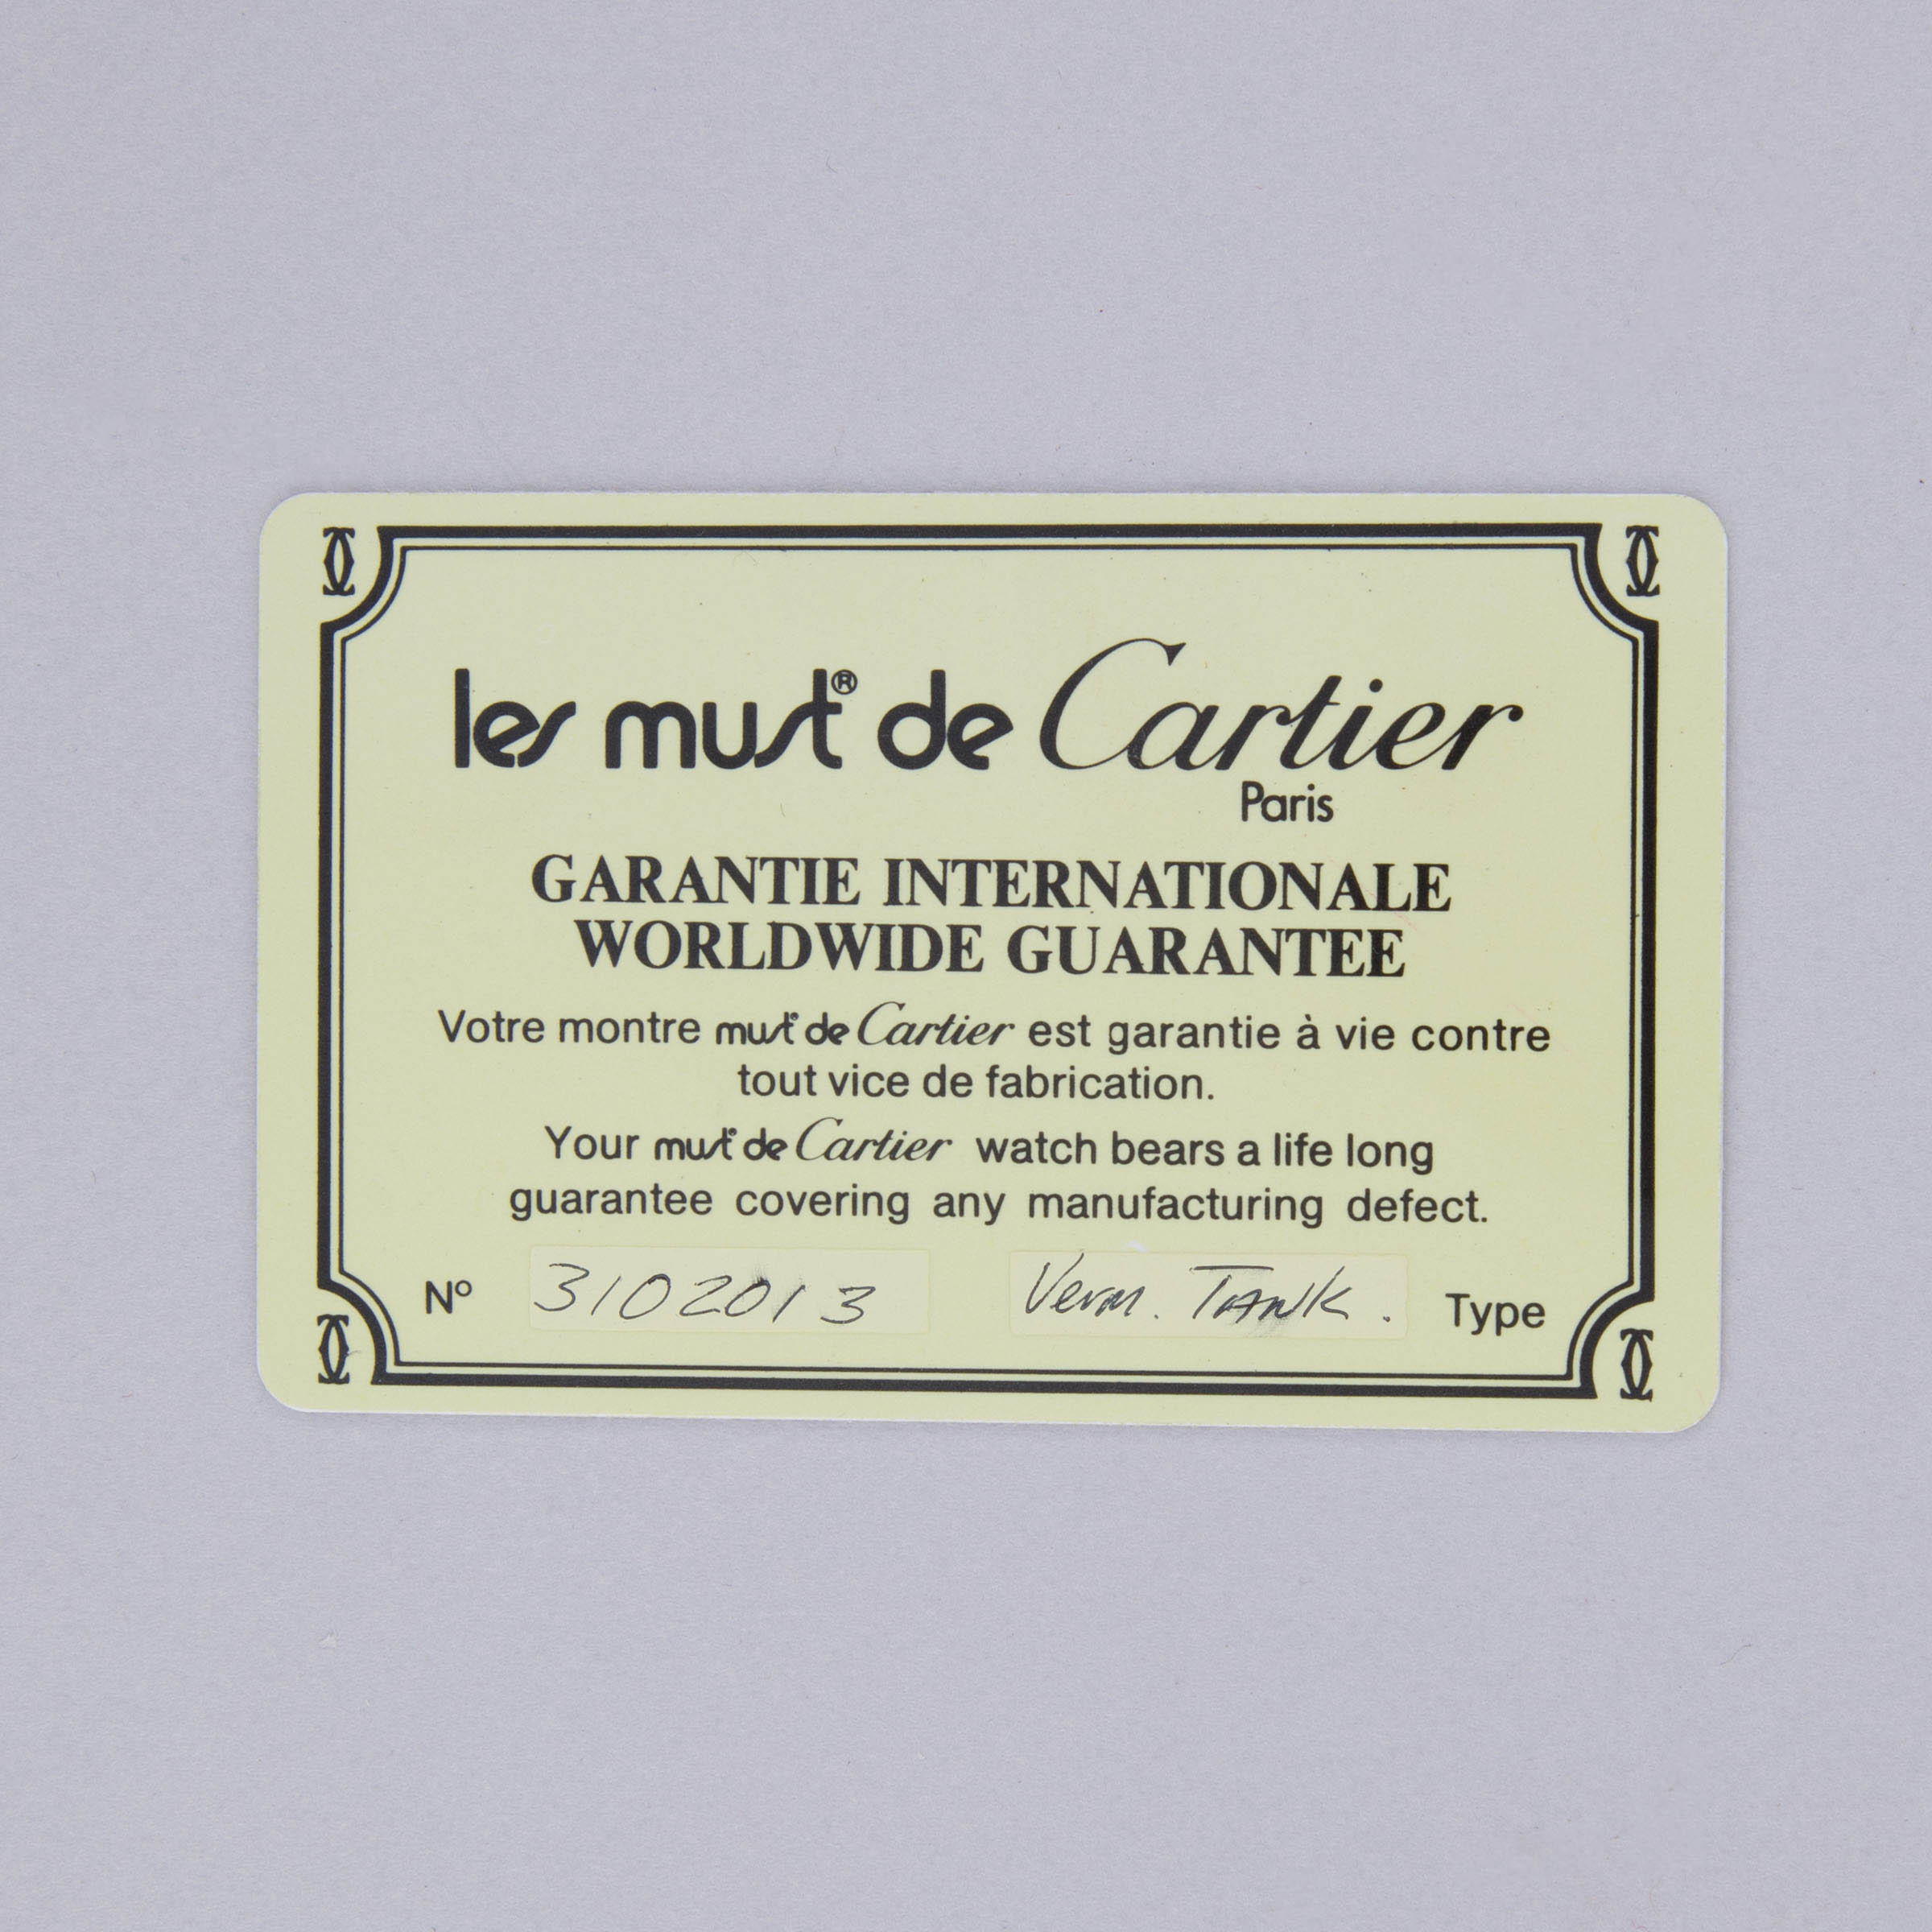 les must® de Cartier
Paris
GARANTIE INTERNATIONALE
WORLDWIDE GUARANTEE
Votre montre must de Cartier est garantie à vie contre
tout vice de fabrication.
Your must de Cartier watch bears a life long
guarantee covering any manufacturing defect.
Nº 3102013 Verm. TANK. Type